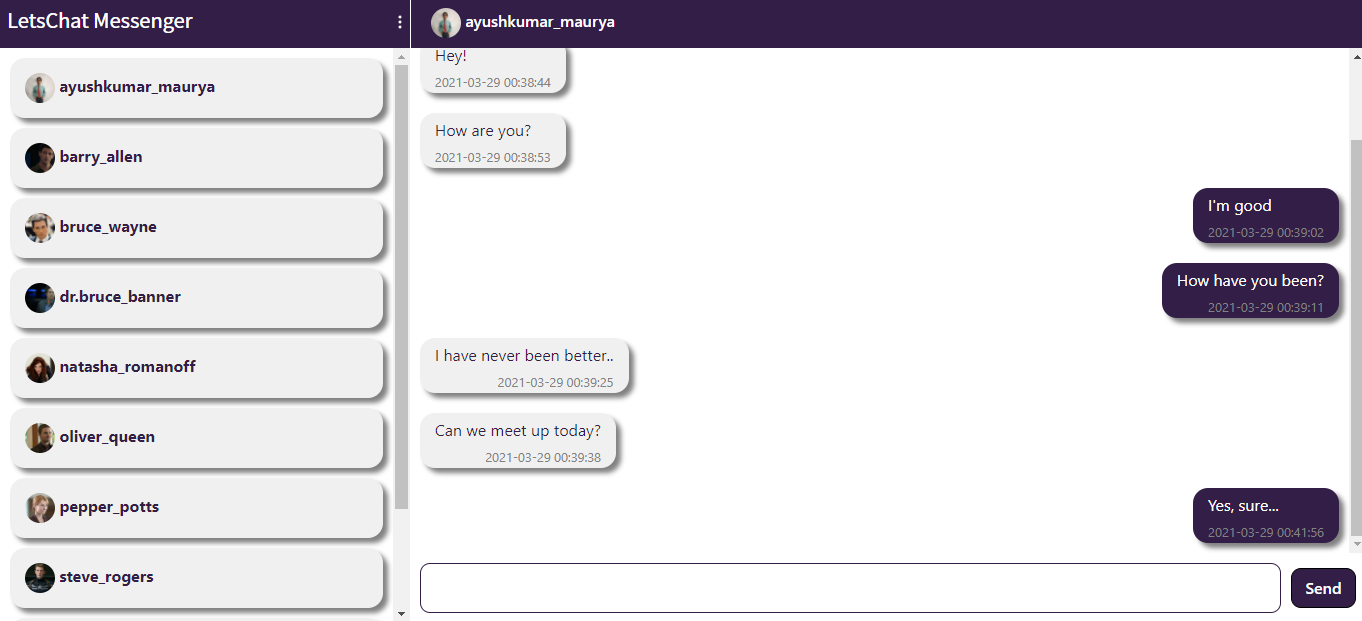 LetsChat Messenger
ayushkumar_maurya
barry_allen
bruce_wayne
dr.bruce_banner
natasha_romanoff
oliver_queen
pepper_potts
steve_rogers
ayushkumar_maurya
Hey!
2021-03-29 00:38:44
How are you?
2021-03-29 00:38:53
I'm good
2021-03-29 00:39:02
How have you been?
2021-03-29 00:39:11
I have never been better..
2021-03-29 00:39:25
Can we meet up today?
2021-03-29 00:39:38
Yes, sure...
2021-03-29 00:41:56
Send